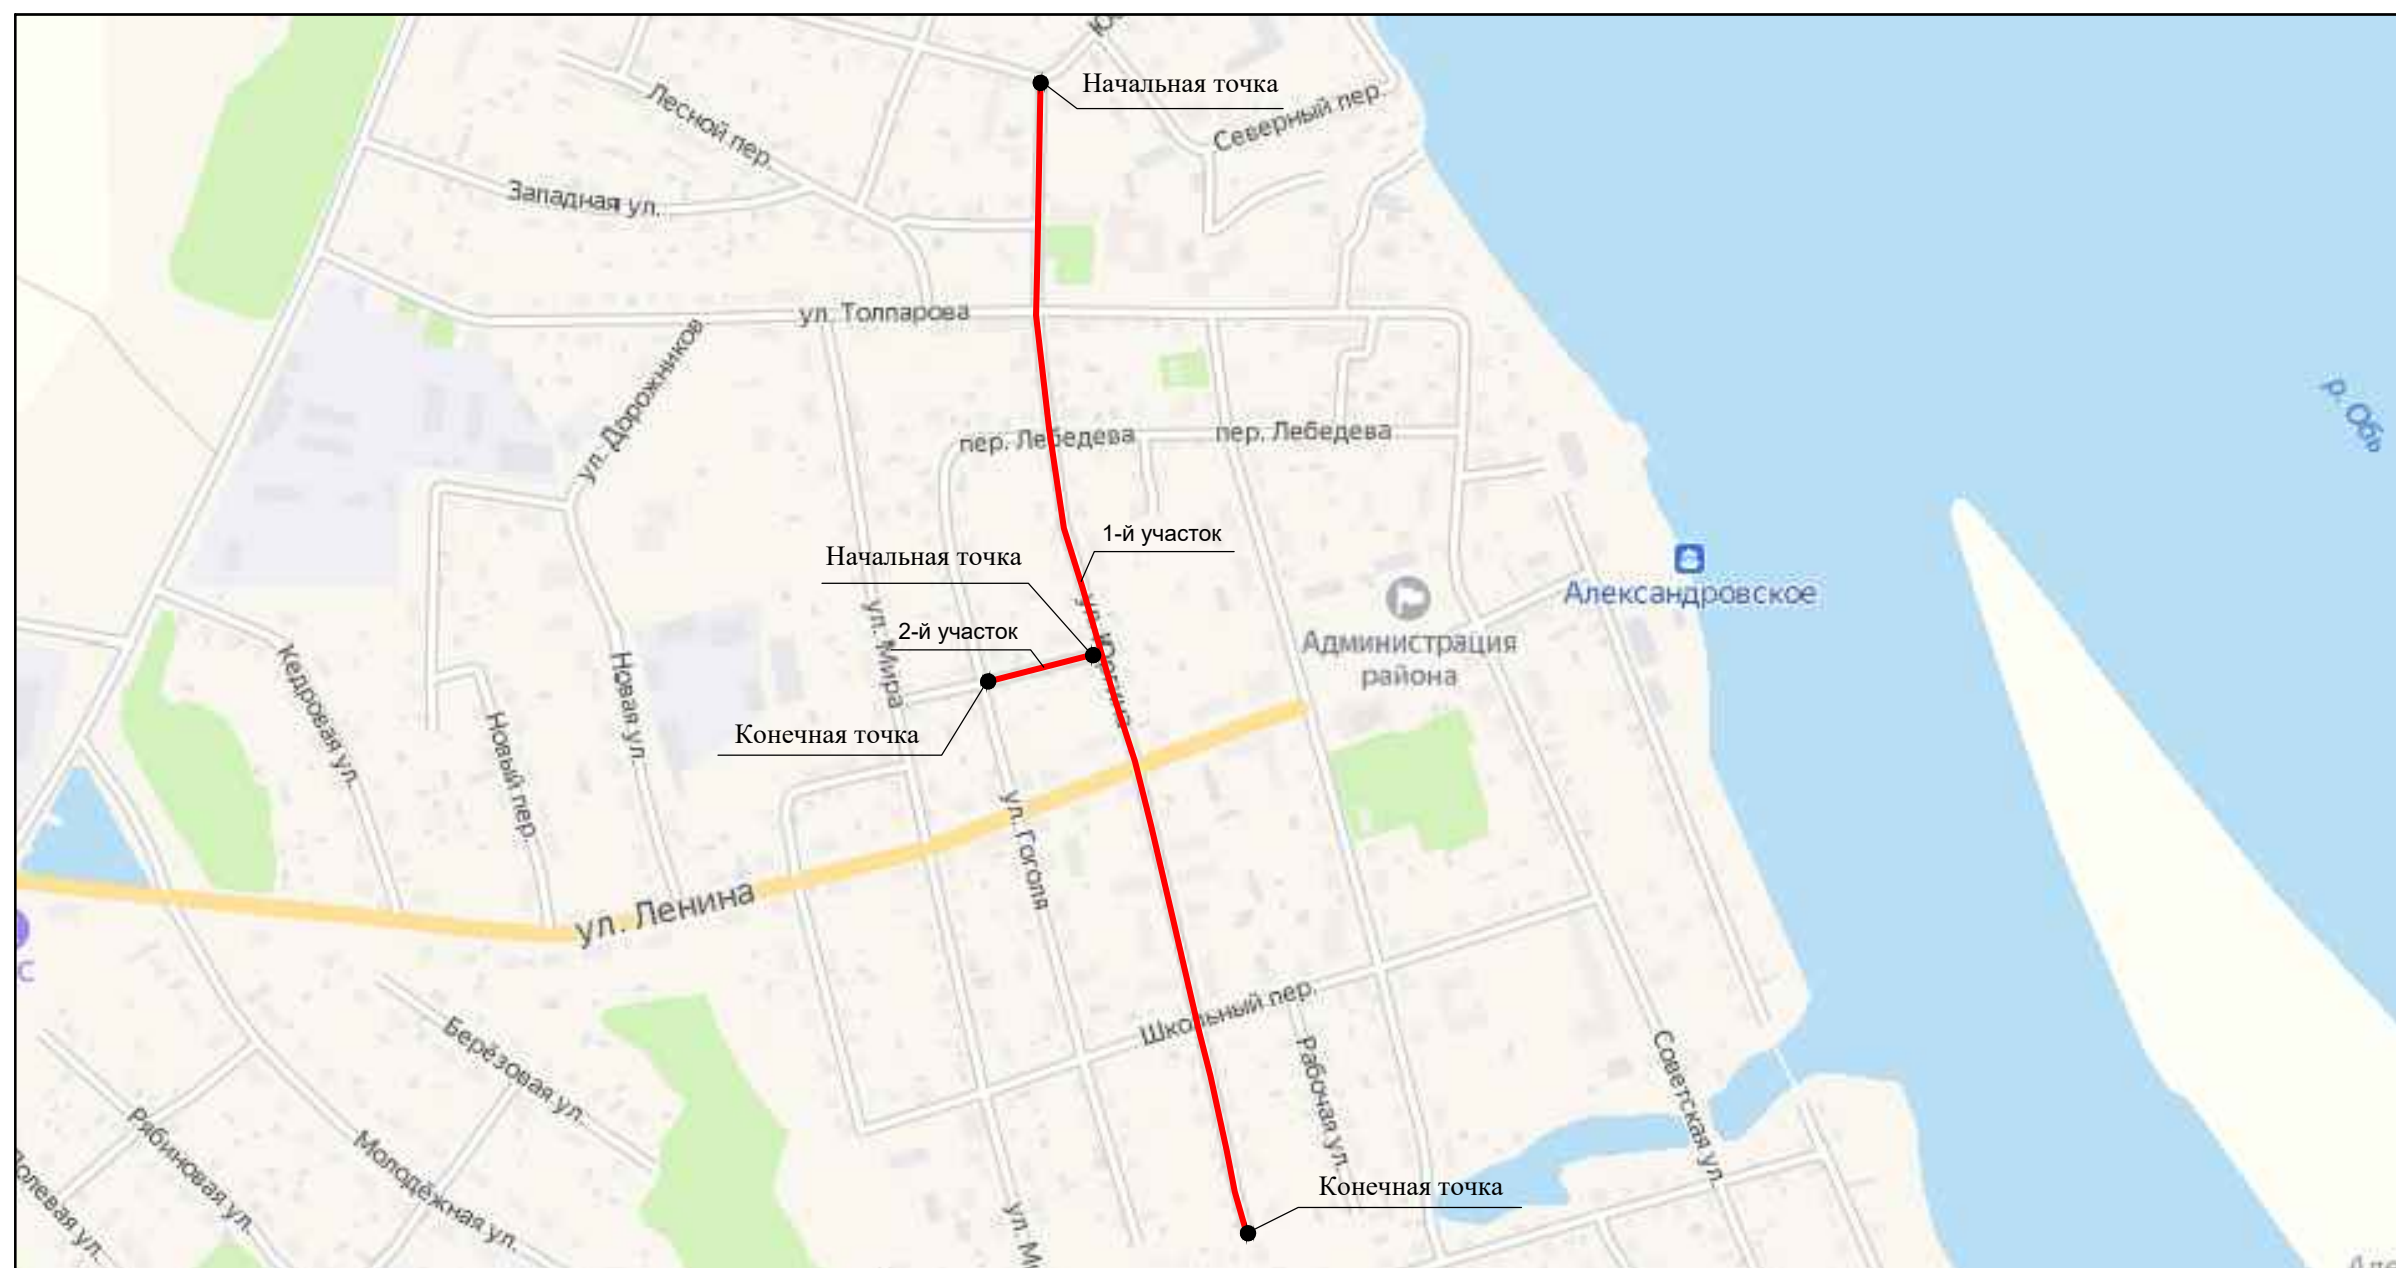 Начальная точка
Лесной пер.
Северный пер.
Западная ул.
ул. Толпарова
ул. Дорожников
р. Обь
пер. Лебедева
пер. Лебедева
1-й участок
Начальная точка
Александровское
ул. Мира
2-й участок
Администрация
района
Кедровая ул.
Новая ул.
Новый пер.
Конечная точка
ул. Гоголя
ул. Ленина
Школьный пер.
Берёзовая ул.
Рабочая ул.
Советская ул.
Рябиновая ул.
Молодёжная ул.
Конечная точка